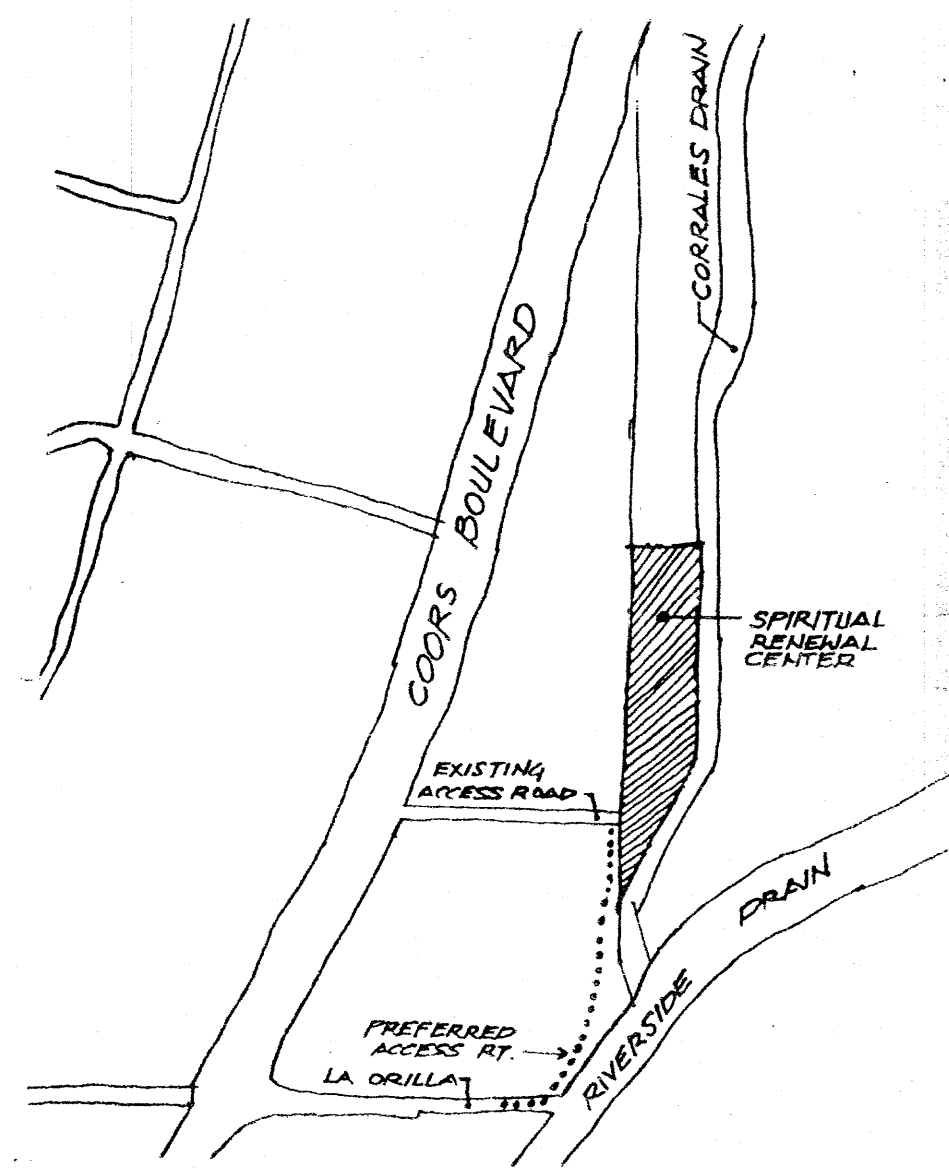 CORRALES DRAIN
COORS BOULEVARD
SPIRITUAL
RENEWAL
CENTER
EXISTING
ACCESS ROAD
DRAIN
RIVERSIDE
PREFERRED
ACCESS RT.
LA ORILLA